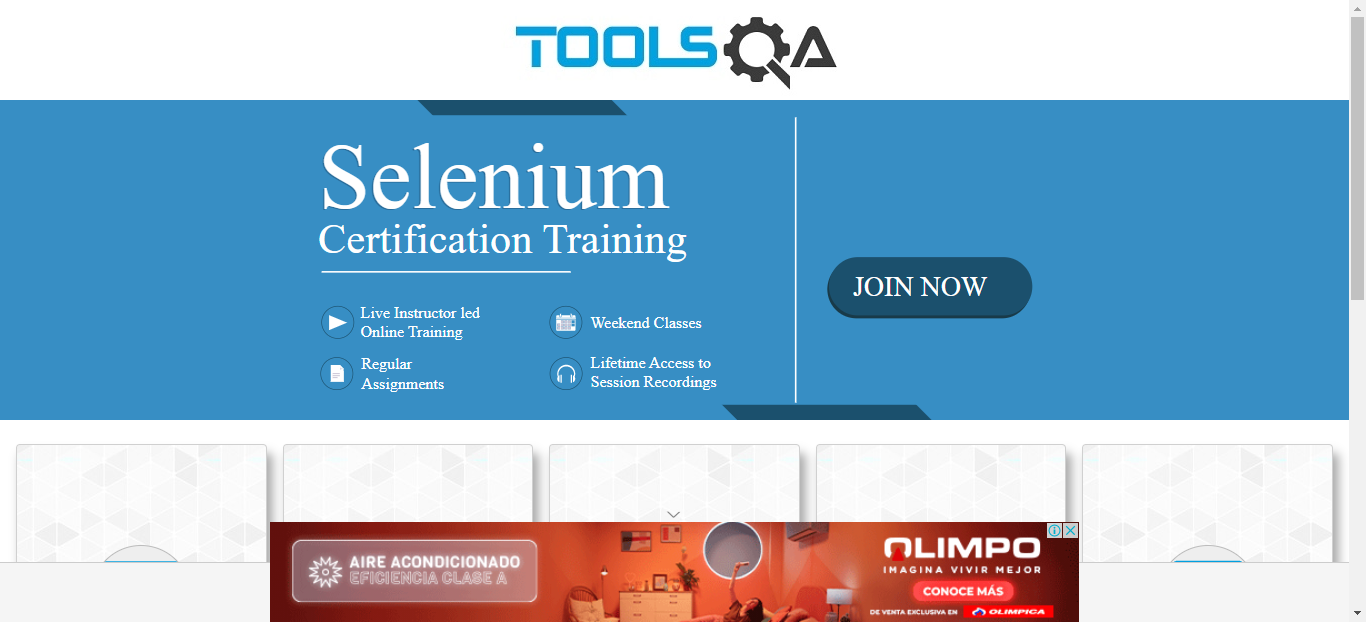 TOOLSQA
Selenium
Certification Training
Live Instructor led
Online Training
Weekend Classes
Regular
Assignments
Lifetime Access to
Session Recordings
JOIN NOW
AIRE ACONDICIONADO
EFICIENCIA CLASE A
OLIMPO
IMAGINA VIVIR MEJOR
CONOCE MÁS
DE VENTA EXCLUSIVA EN OLIMPICA